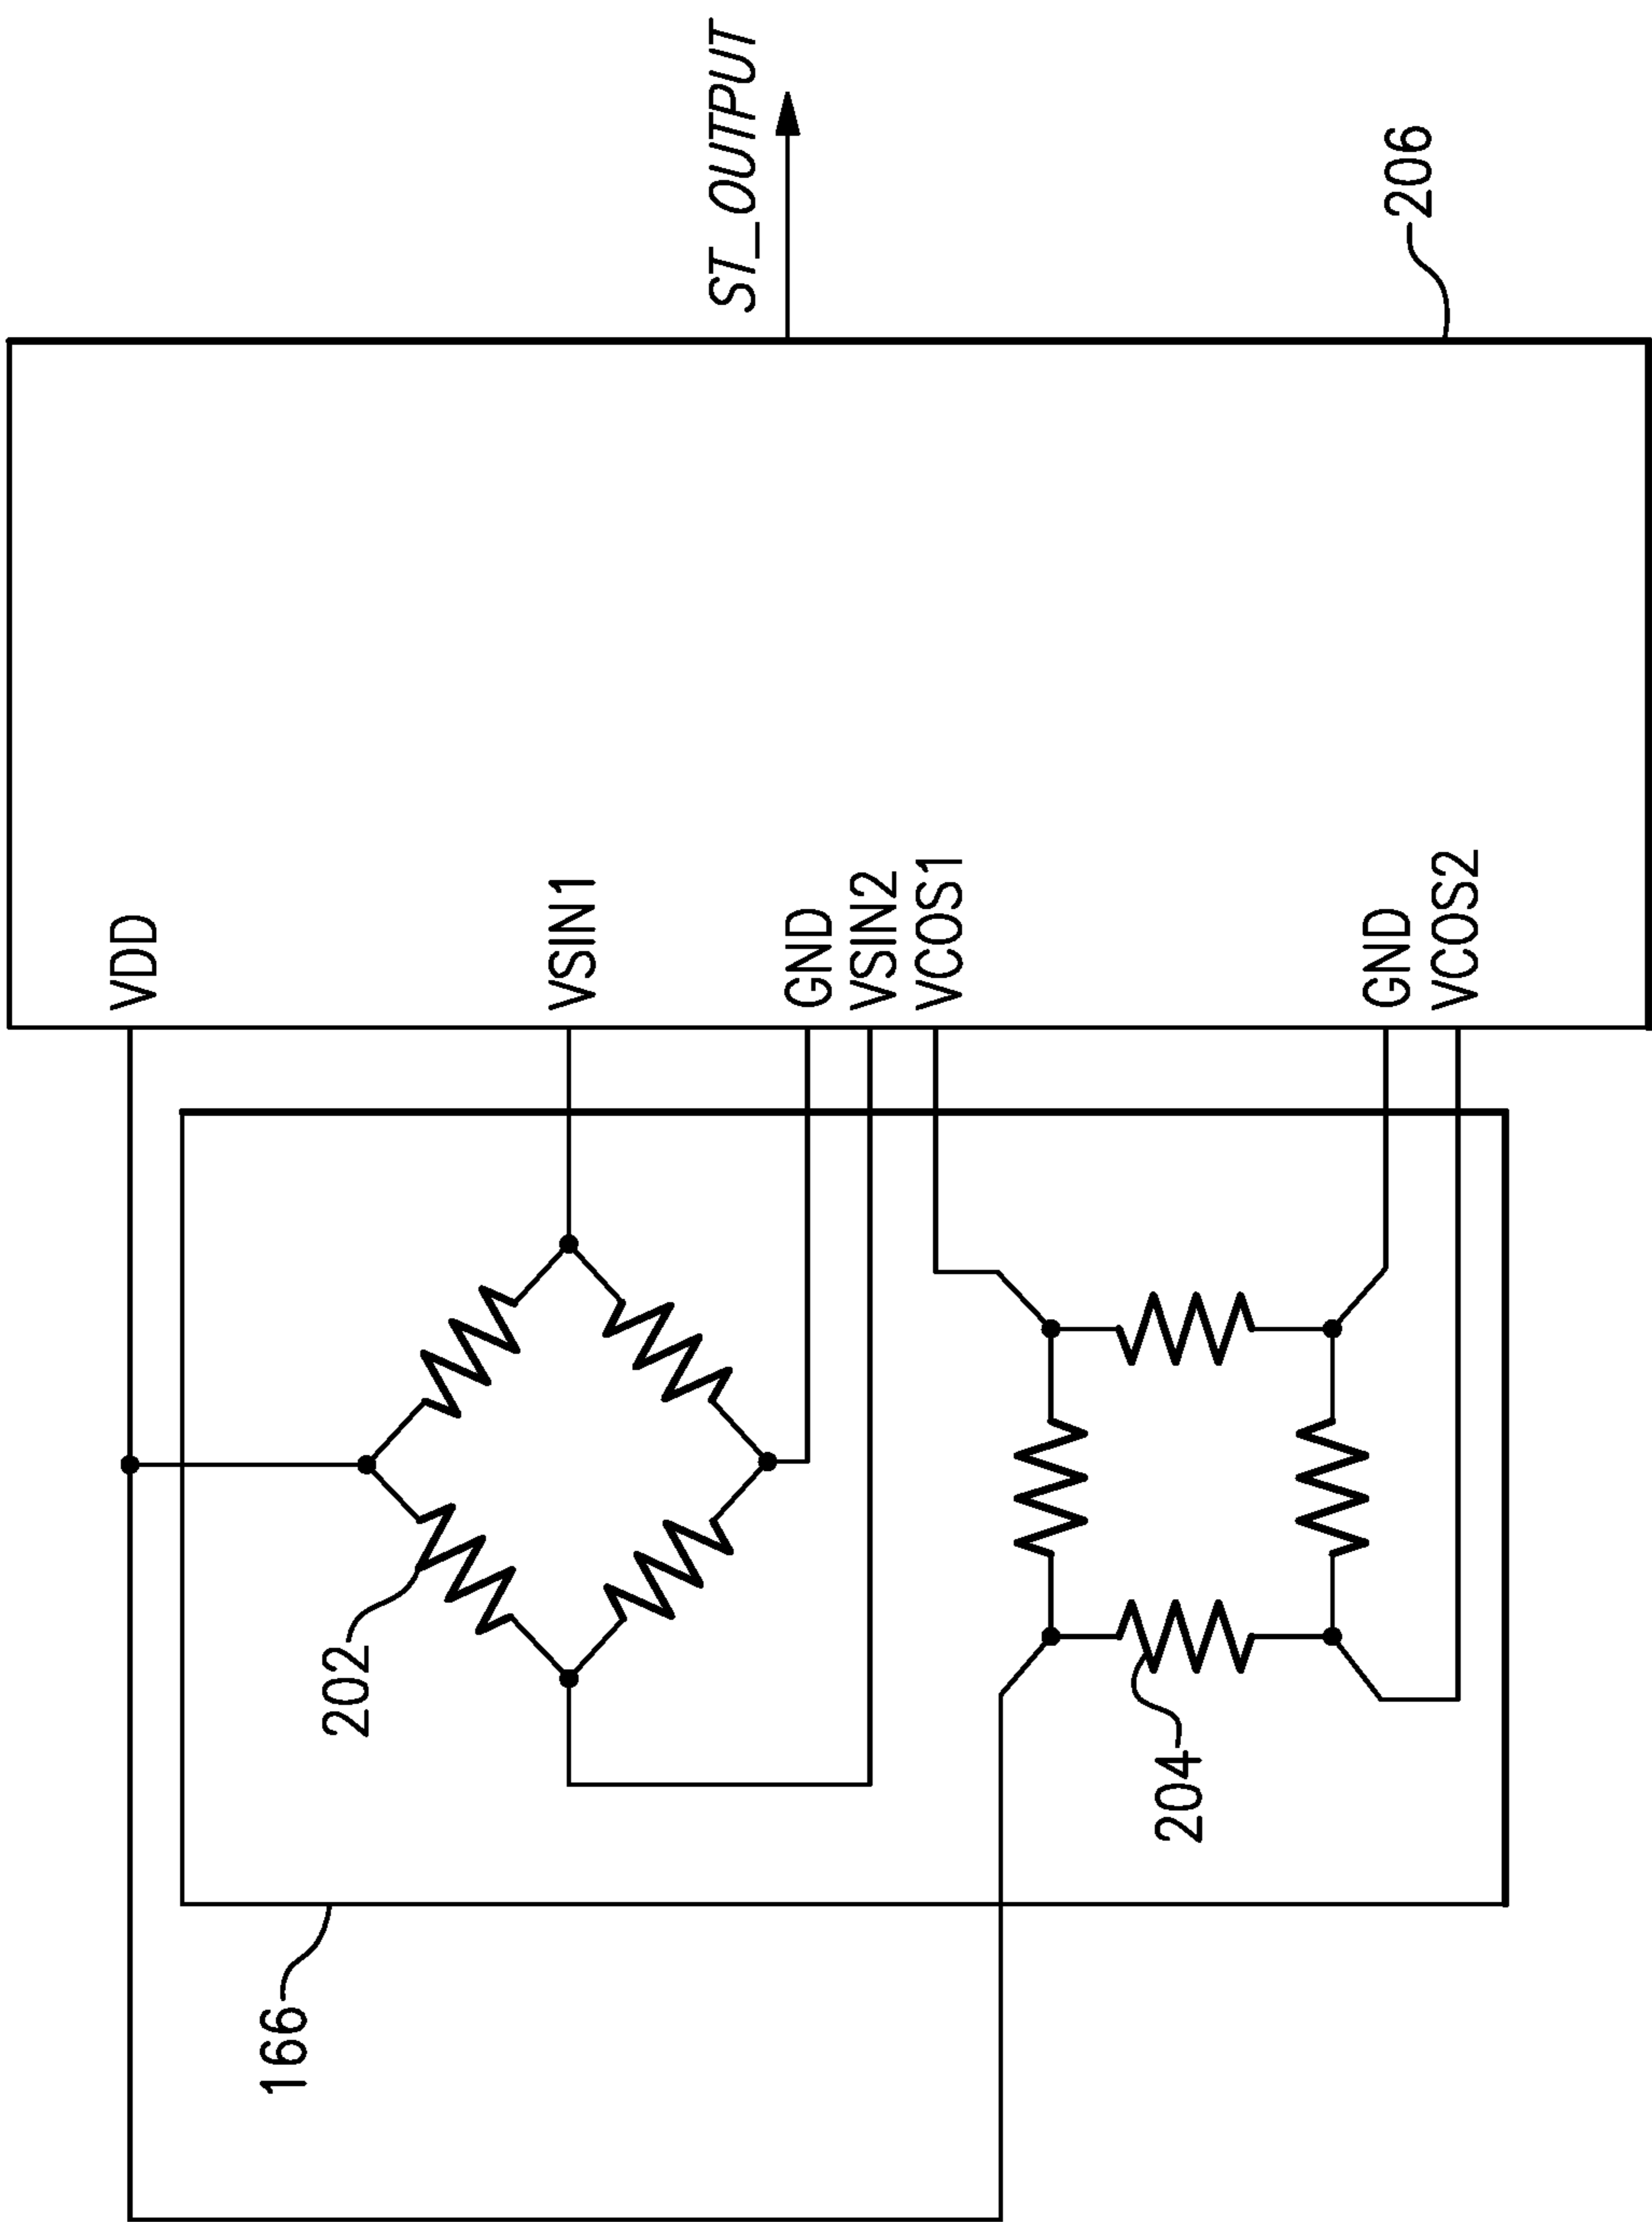 VDD
VSIN1
GND
VSIN2
VCOS1
GND
VCOS2
ST_OUTPUT
206
202
204
166